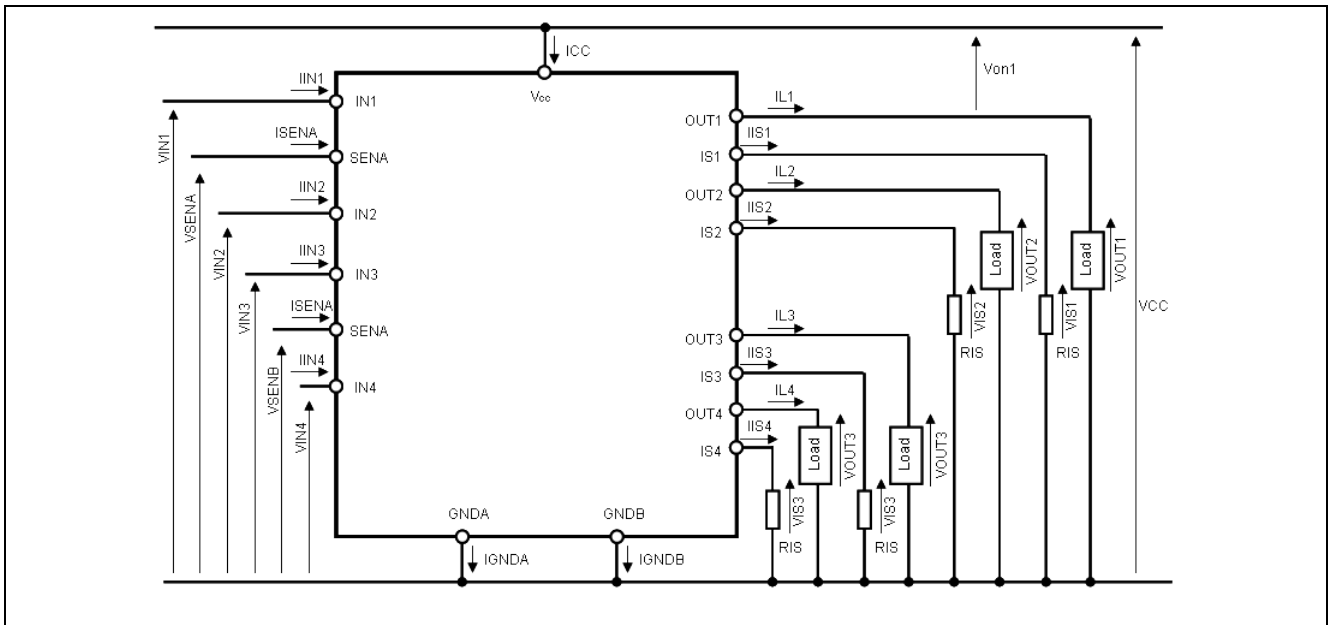 ICC
Vcc
Von1
IIN1
IN1
VIN1
ISENA
SENA
VSENA
IIN2
IN2
VIN2
IIN3
IN3
VIN3
ISENA
SENA
VSENB
IIN4
IN4
VIN4
OUT1
IL1
IS1
IIS1
OUT2
IL2
IS2
IIS2
OUT3
IL3
IS3
IIS3
OUT4
IL4
IS4
IIS4
Load
VOUT1
VIS1
RIS
Load
VOUT2
VIS2
RIS
VCC
Load
VOUT3
VIS3
RIS
Load
VOUT3
VIS3
RIS
GNDA
GNDB
IGNDA
IGNDB